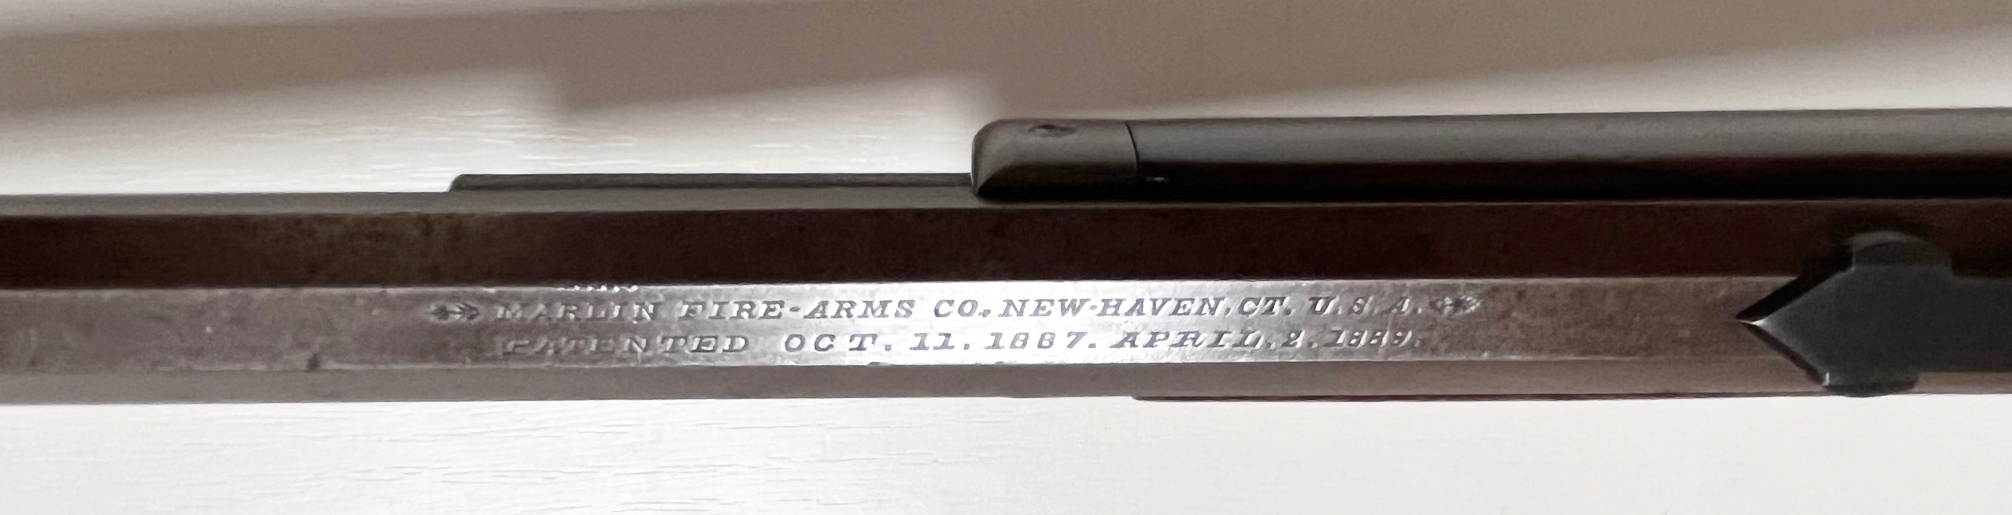 MARLIN FIRE-ARMS CO. NEW-HAVEN, CT. U.S.A.
PATENTED OCT. 11. 1887. APRIL. 2. 1889.